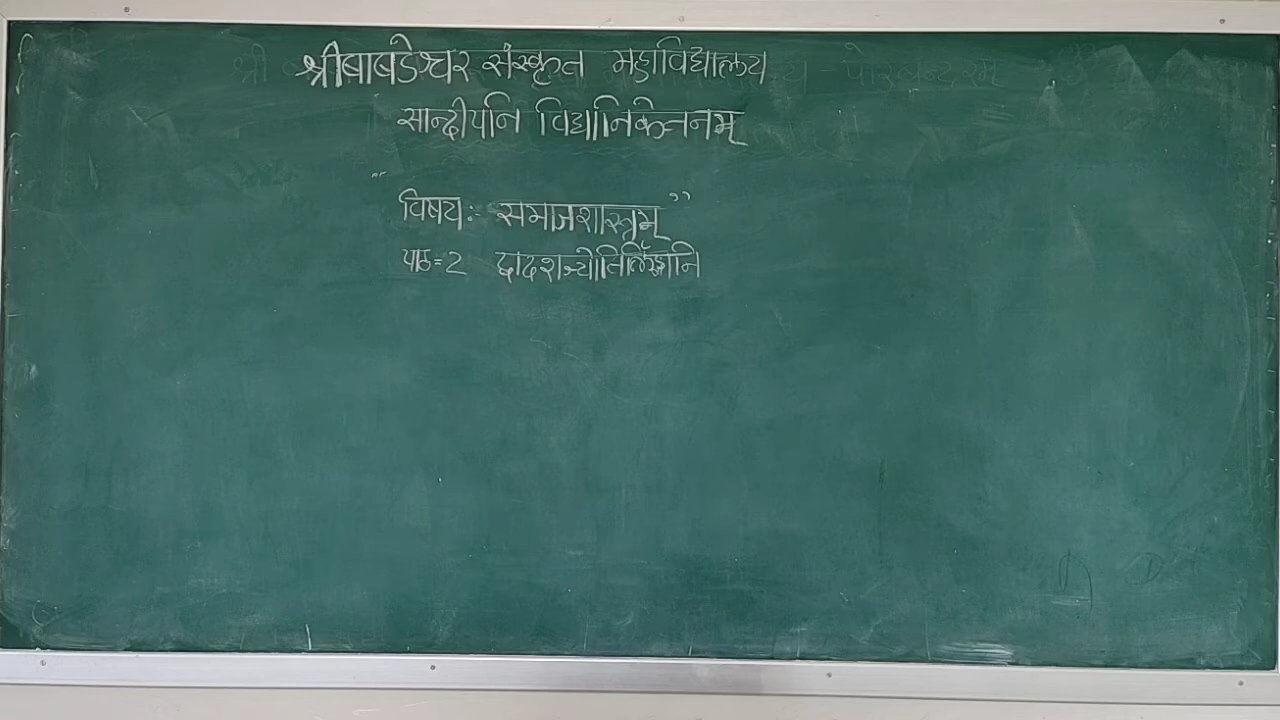 श्रीबाबडेश्वर संस्कृत महाविद्यालय
सान्दीपनि विद्यानिकेतनम्
विषय:- समाजशास्त्रम्"
पाठ=2 द्वादशज्योतिर्लिङ्गानि